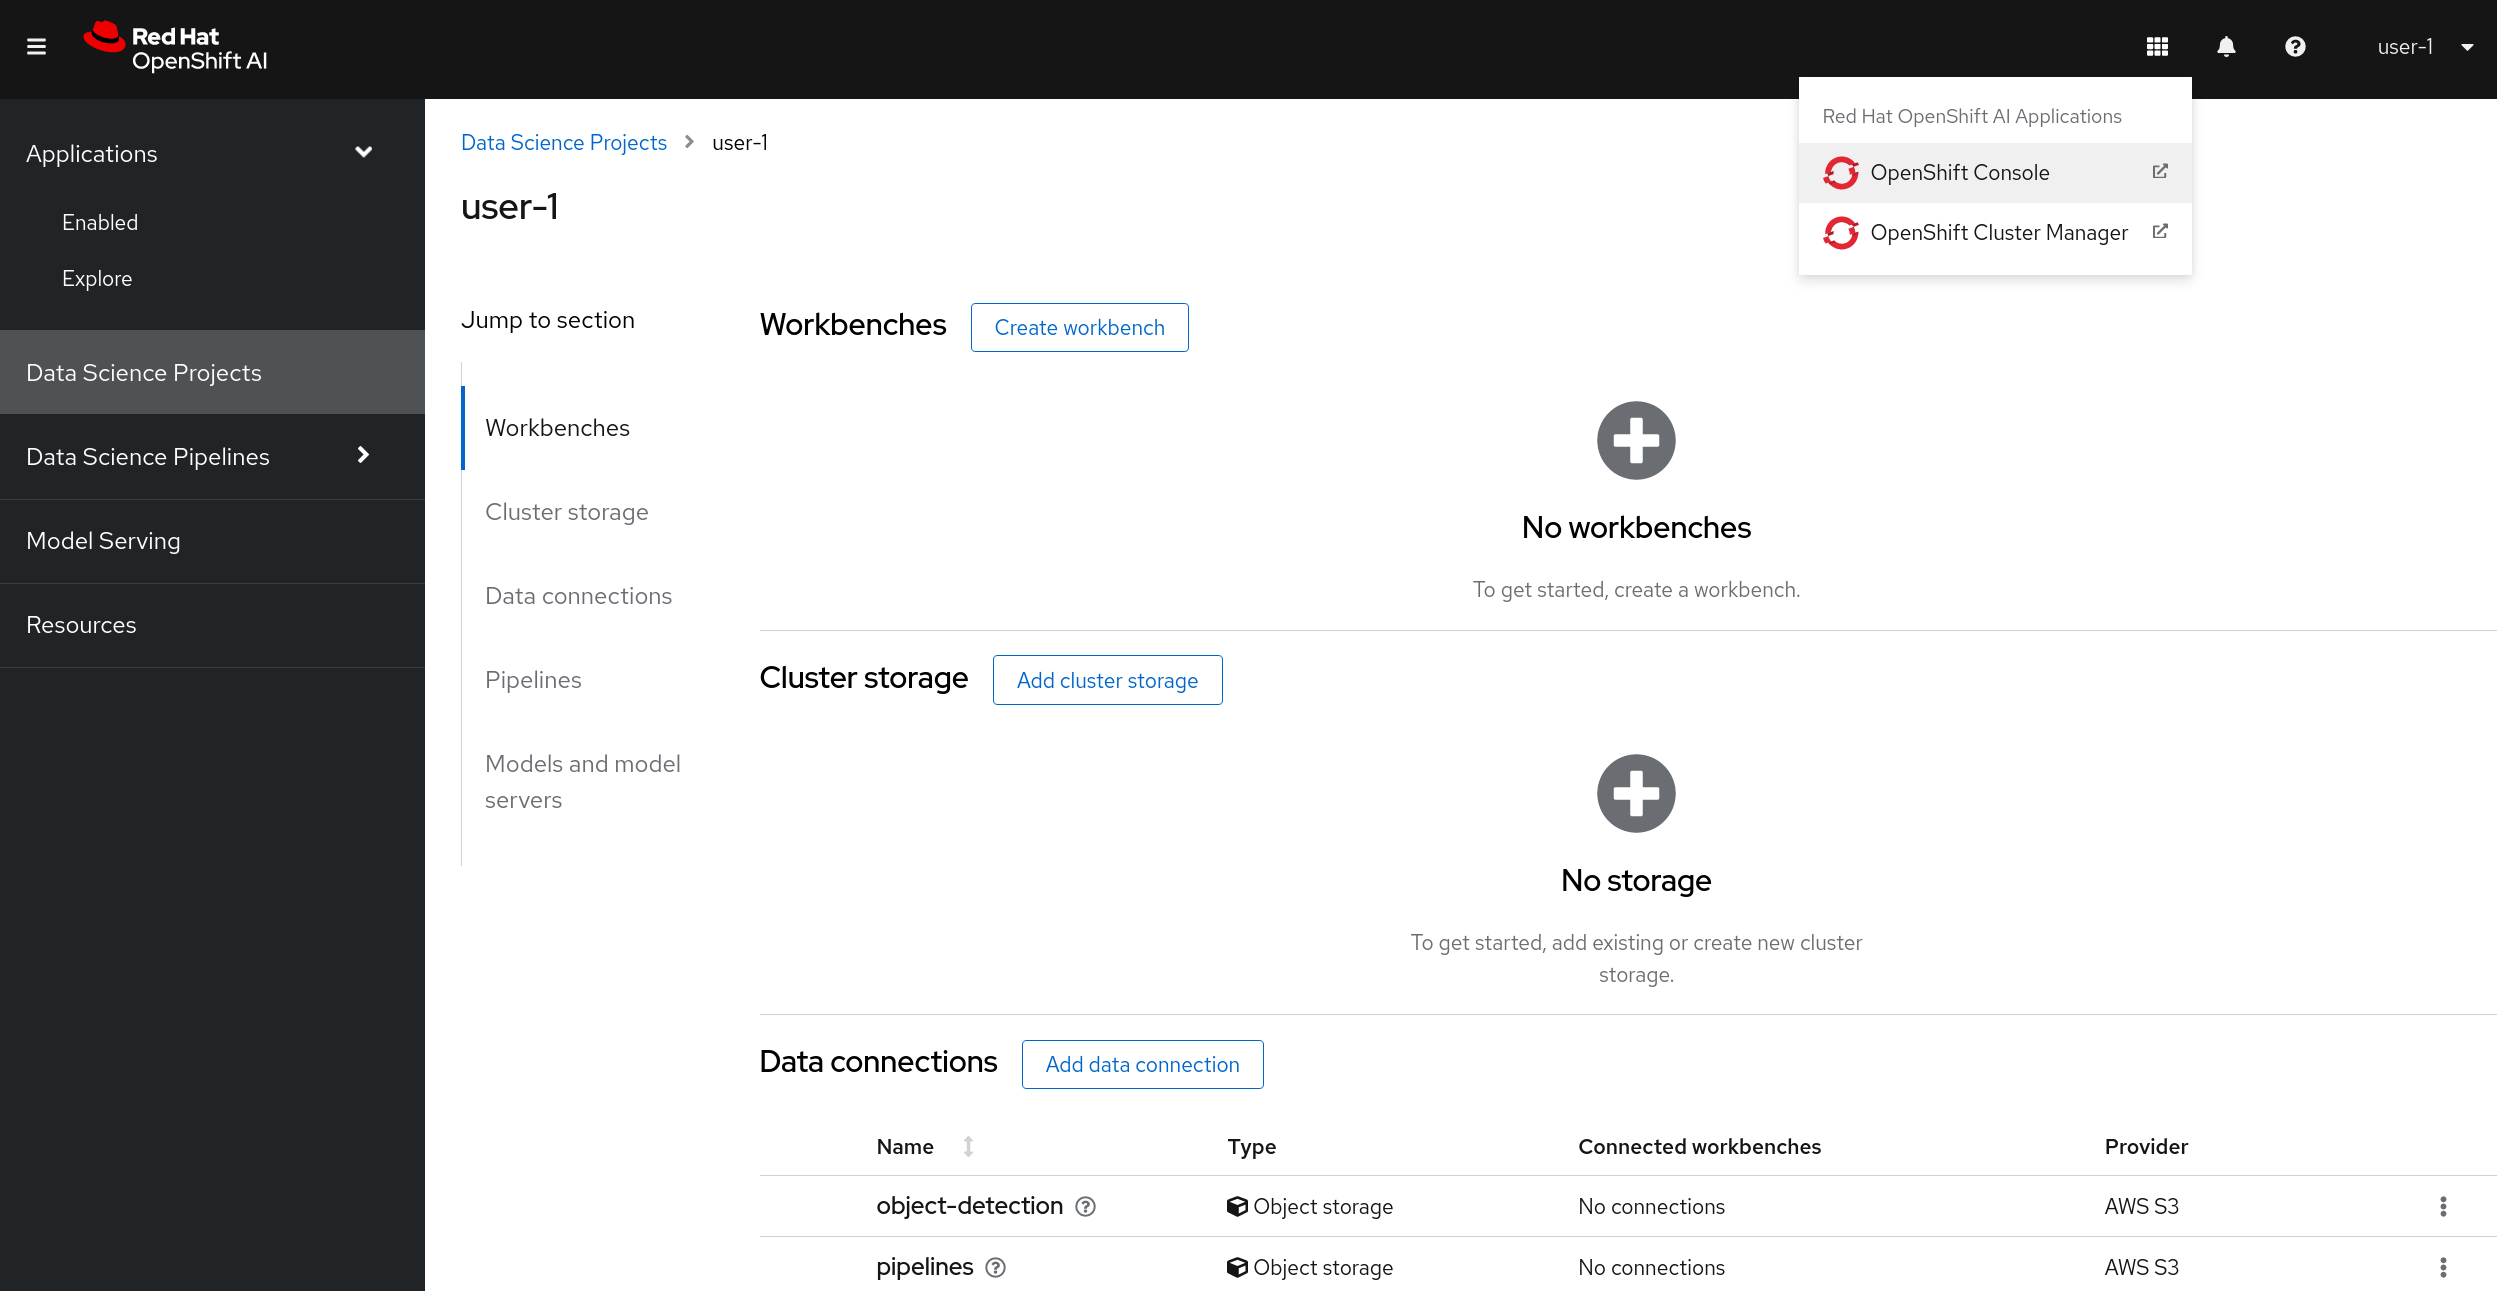 Red Hat
OpenShift AI
user-1
Red Hat OpenShift AI Applications
OpenShift Console
OpenShift Cluster Manager
Applications
Enabled
Explore
Data Science Projects
Data Science Pipelines
Model Serving
Resources
Data Science Projects > user-1
user-1
Jump to section
Workbenches
Cluster storage
Data connections
Pipelines
Models and model
servers
Workbenches Create workbench
No workbenches
To get started, create a workbench.
Cluster storage Add cluster storage
No storage
To get started, add existing or create new cluster
storage.
Data connections Add data connection
Name Type Connected workbenches Provider
object-detection Object storage No connections AWS S3
pipelines Object storage No connections AWS S3